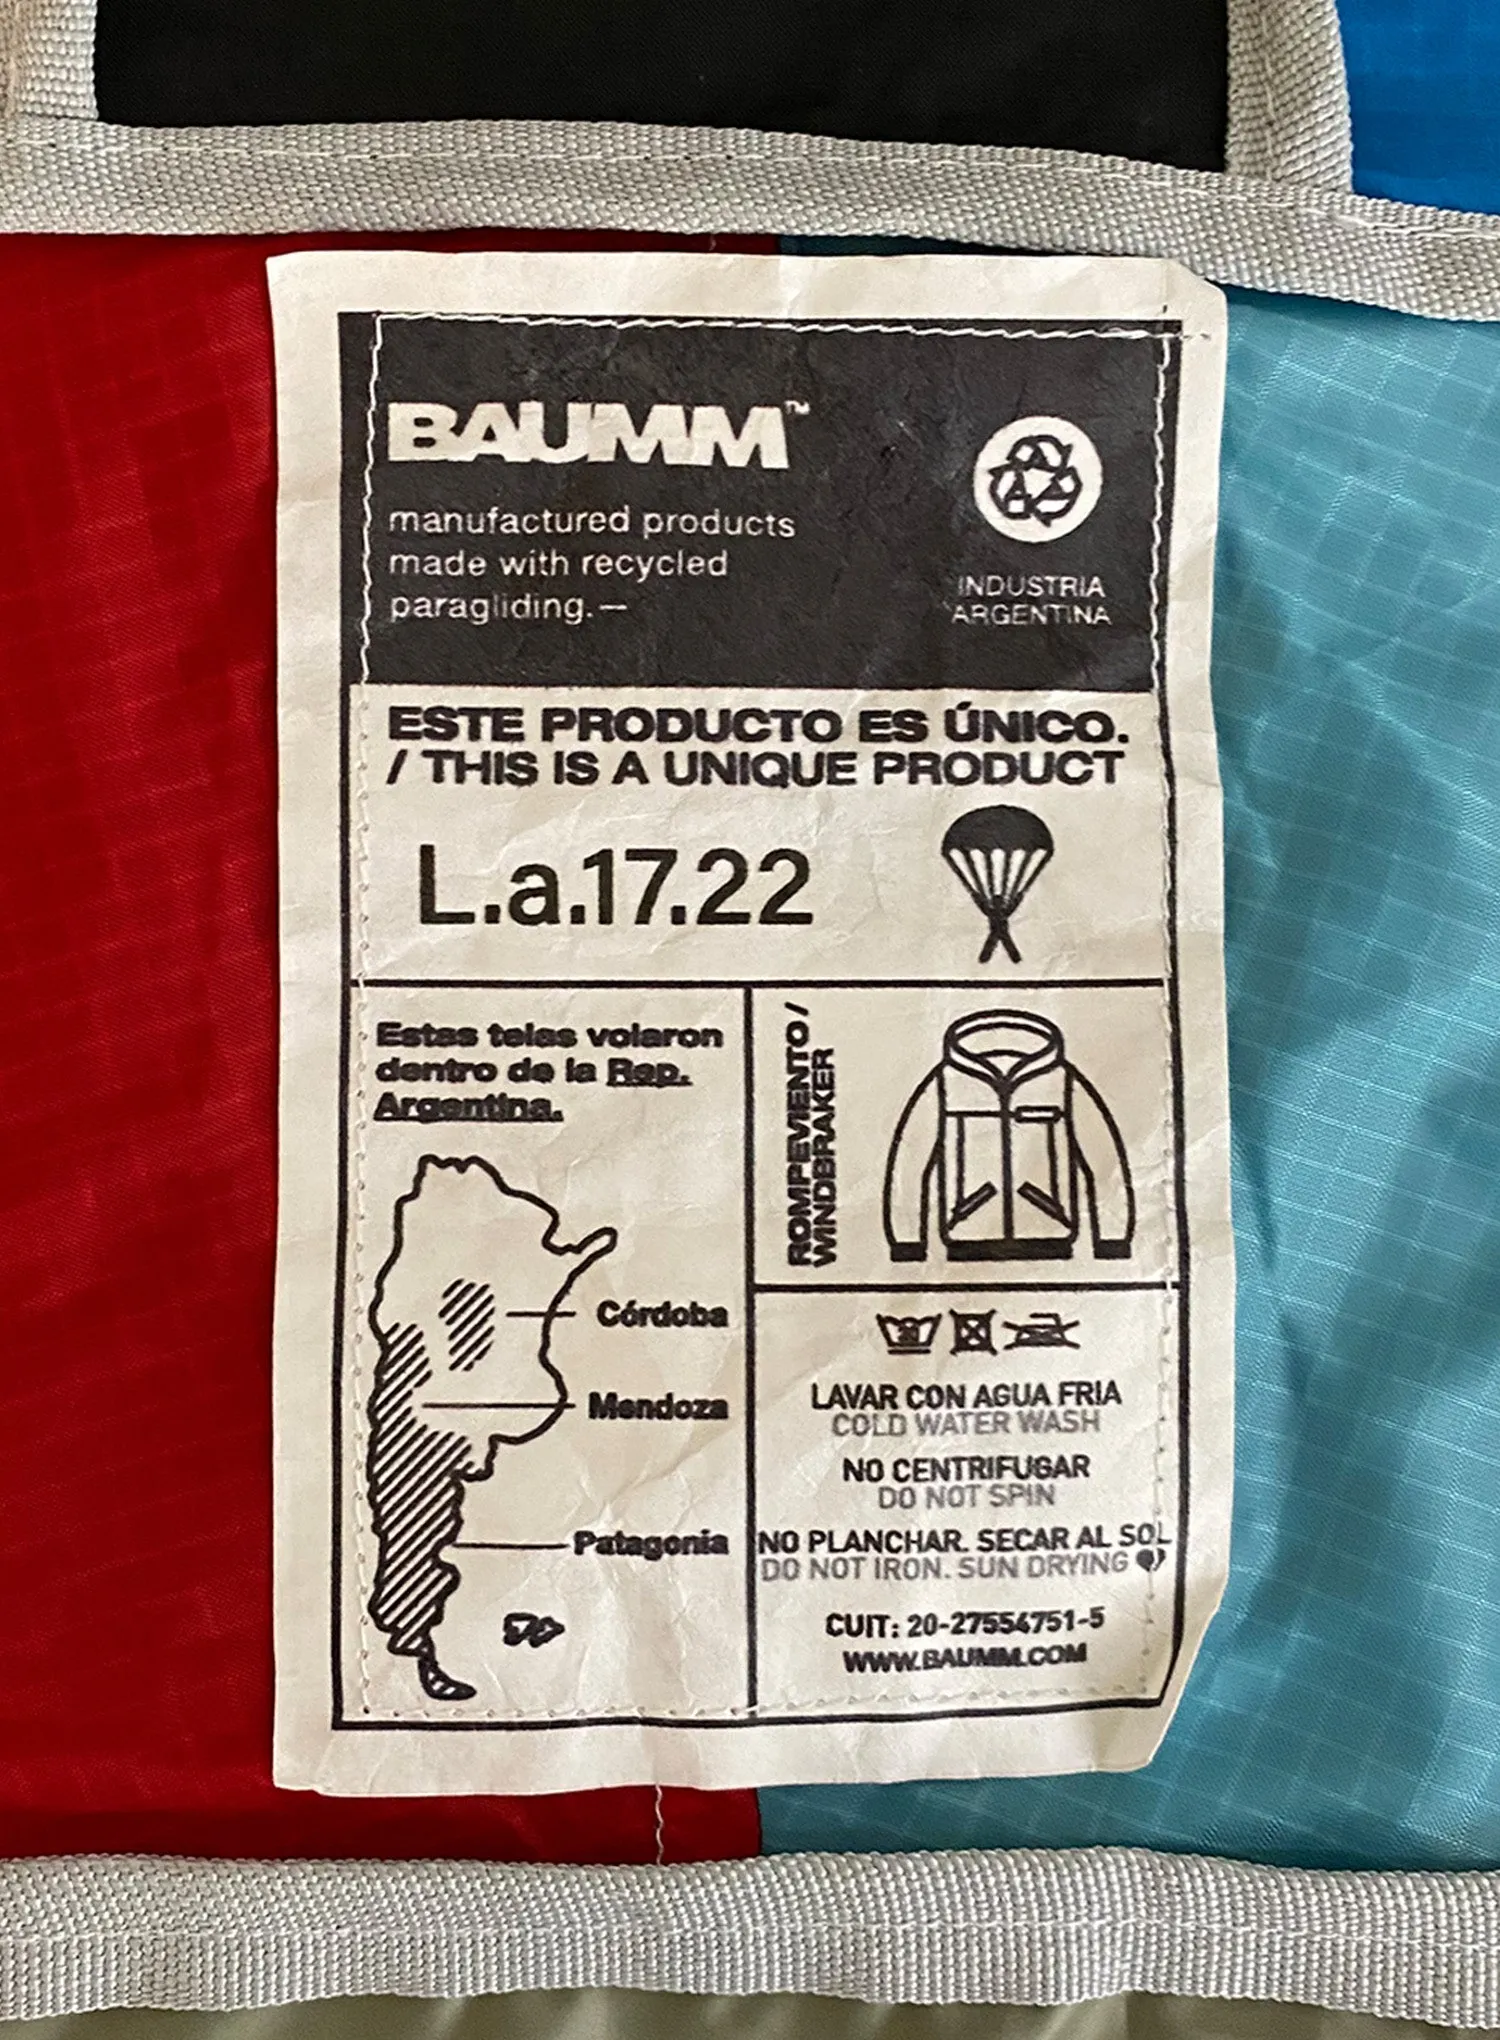 BAUMM™
manufactured products
made with recycled
paragliding.—
INDUSTRIA
ARGENTINA
ESTE PRODUCTO ES ÚNICO.
/ THIS IS A UNIQUE PRODUCT
L.a.17.22
Estas telas volaron
dentro de la Rep.
Argentina.
Córdoba
Mendoza
Patagonia
ROMPEVIENTO /
WINDBRAKER
30
LAVAR CON AGUA FRIA
COLD WATER WASH
NO CENTRIFUGAR
DO NOT SPIN
NO PLANCHAR. SECAR AL SOL
DO NOT IRON. SUN DRYING
CUIT: 20-27554751-5
WWW.BAUMM.COM